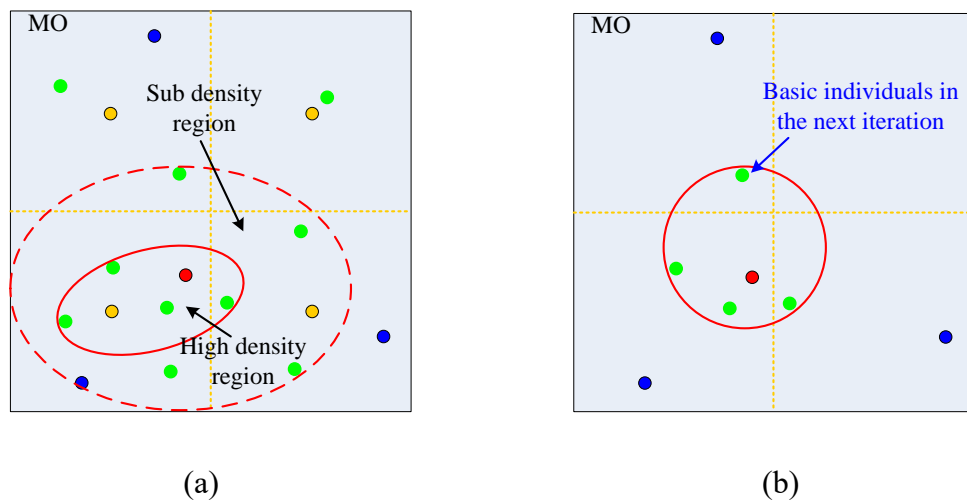 MO
Sub density
region
High density
region
(a)
MO
Basic individuals in
the next iteration
(b)